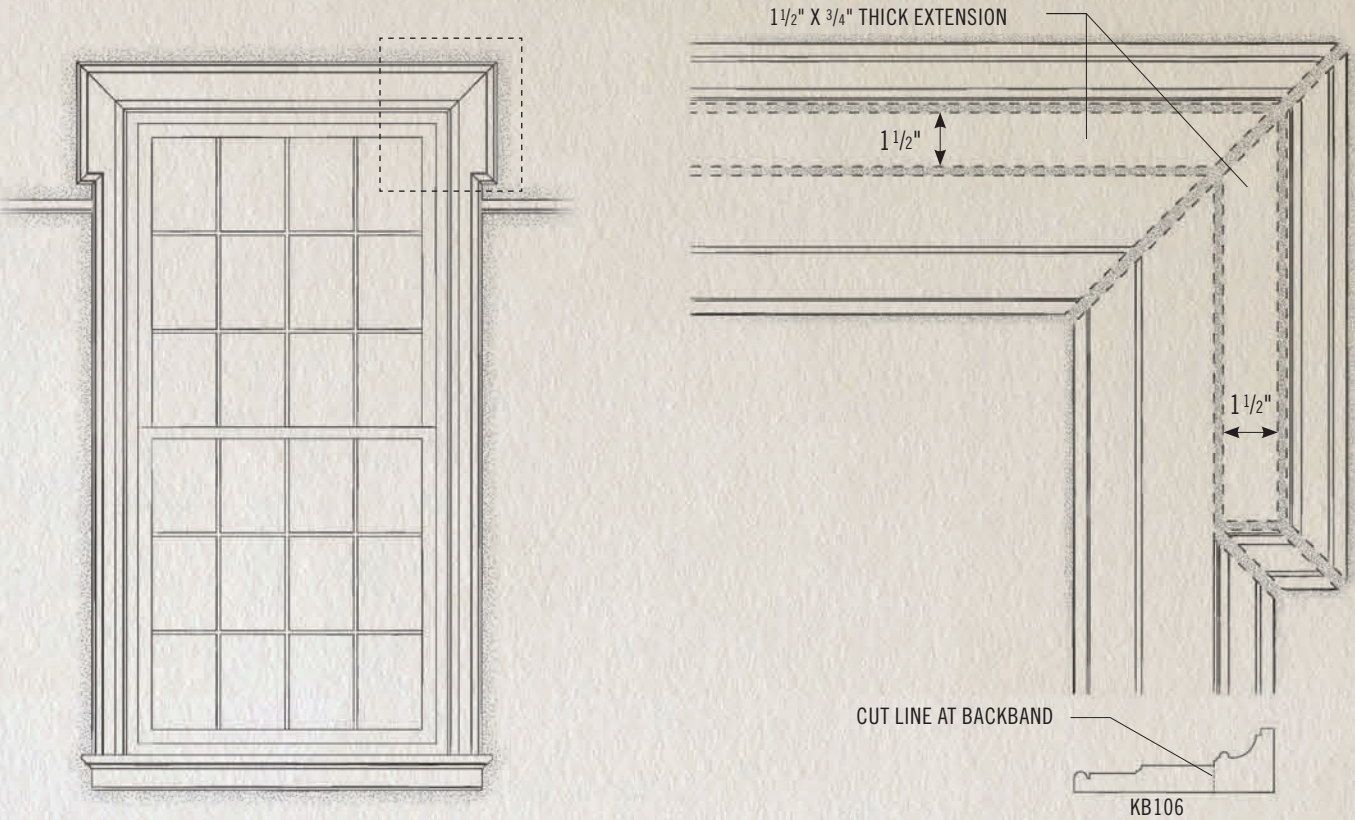 1 1/2" X 3/4" THICK EXTENSION
1 1/2"
1 1/2"
CUT LINE AT BACKBAND
KB106